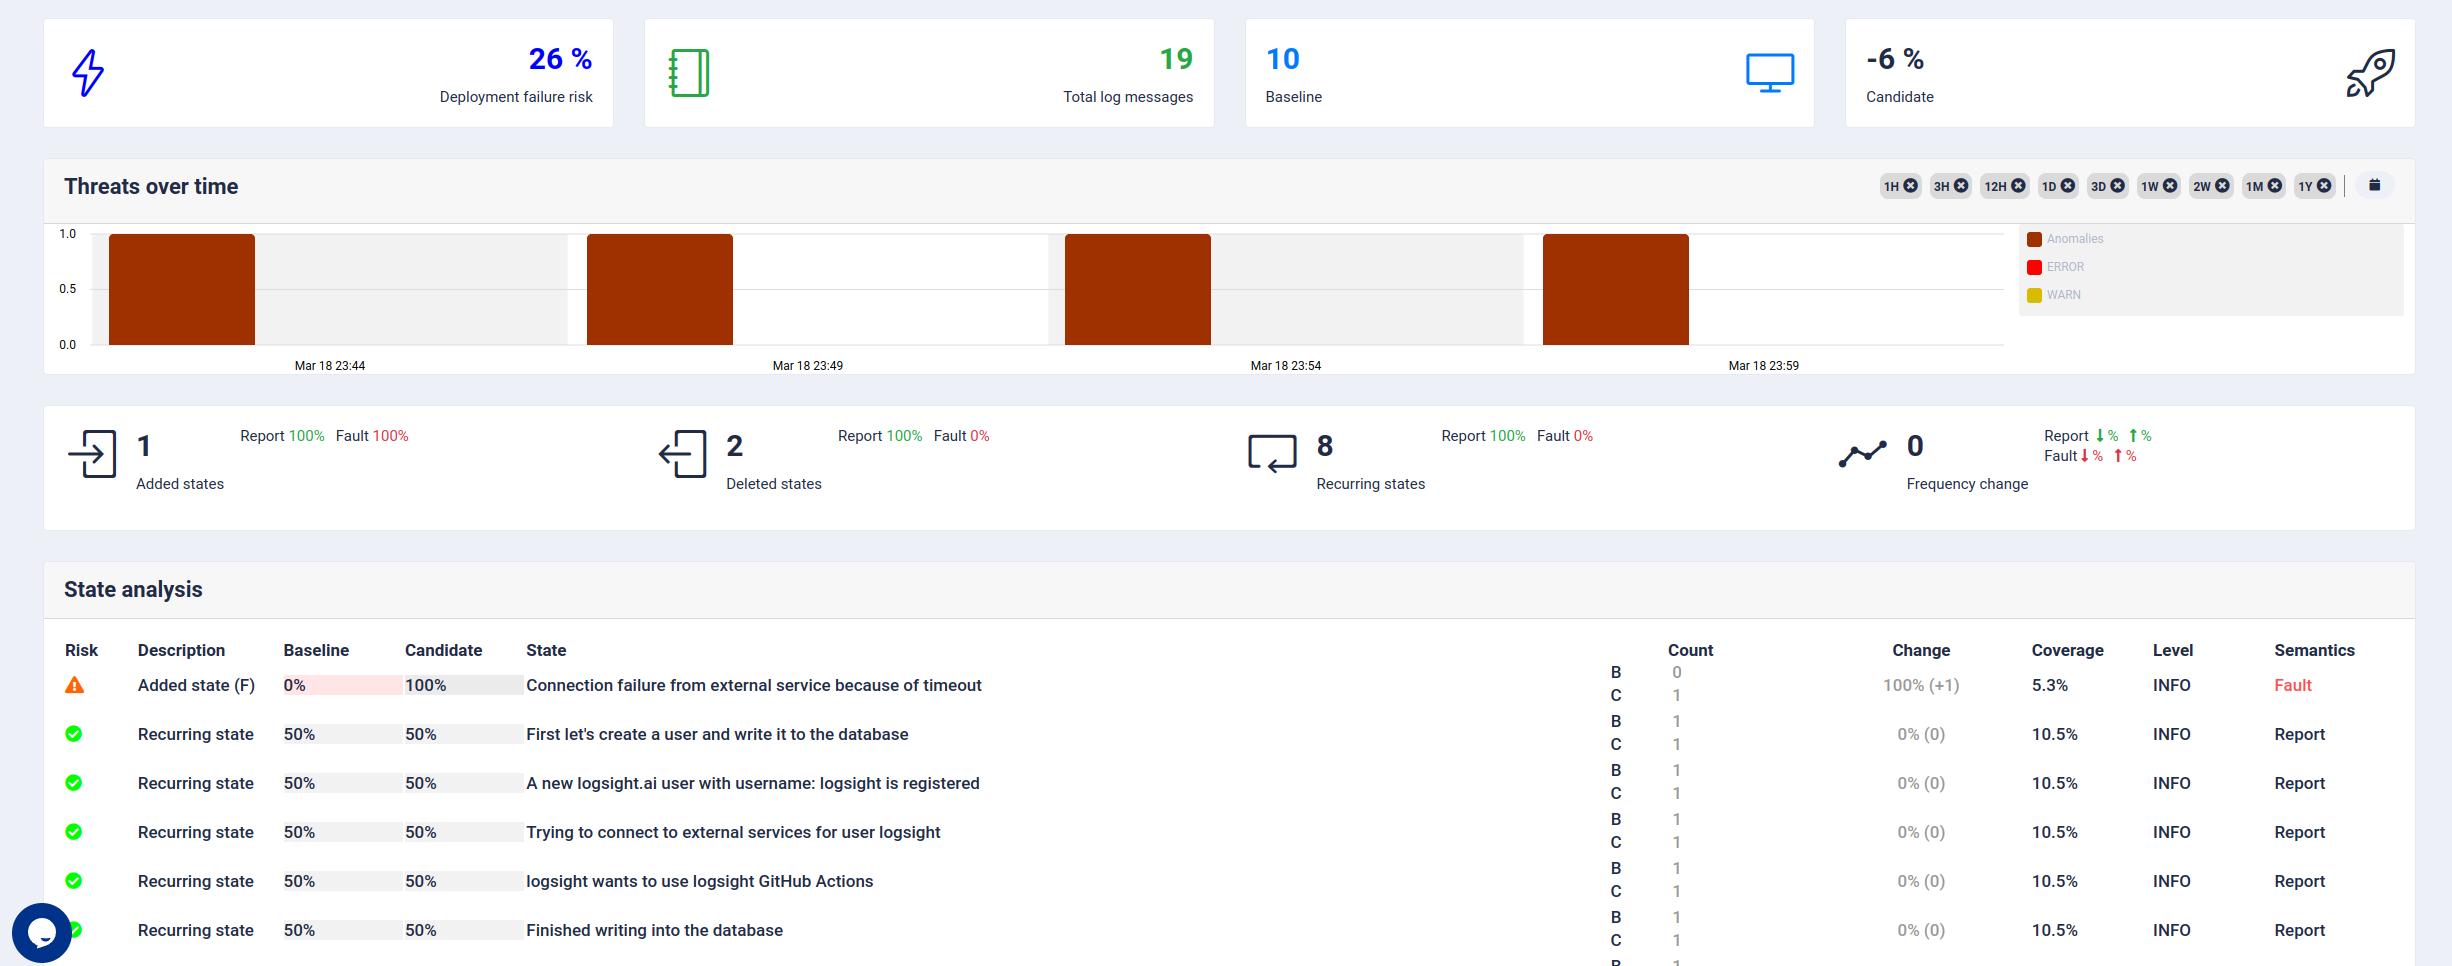 26 %
Deployment failure risk
19
Total log messages
10
Baseline
-6 %
Candidate
Threats over time
1H 3H 12H 1D 3D 1W 2W 1M 1Y
1.0
0.5
0.0
Mar 18 23:44 Mar 18 23:49 Mar 18 23:54 Mar 18 23:59
Anomalies
ERROR
WARN
1
Added states
Report 100% Fault 100%
2
Deleted states
Report 100% Fault 0%
8
Recurring states
Report 100% Fault 0%
0
Frequency change
Report ↓% ↑%
Fault ↓% ↑%
State analysis
Risk Description Baseline Candidate State Count Change Coverage Level Semantics
Added state (F) 0% 100% Connection failure from external service because of timeout B 0 C 1 100% (+1) 5.3% INFO Fault
Recurring state 50% 50% First let's create a user and write it to the database B 1 C 1 0% (0) 10.5% INFO Report
Recurring state 50% 50% A new logsight.ai user with username: logsight is registered B 1 C 1 0% (0) 10.5% INFO Report
Recurring state 50% 50% Trying to connect to external services for user logsight B 1 C 1 0% (0) 10.5% INFO Report
Recurring state 50% 50% logsight wants to use logsight GitHub Actions B 1 C 1 0% (0) 10.5% INFO Report
Recurring state 50% 50% Finished writing into the database B 1 C 1 0% (0) 10.5% INFO Report